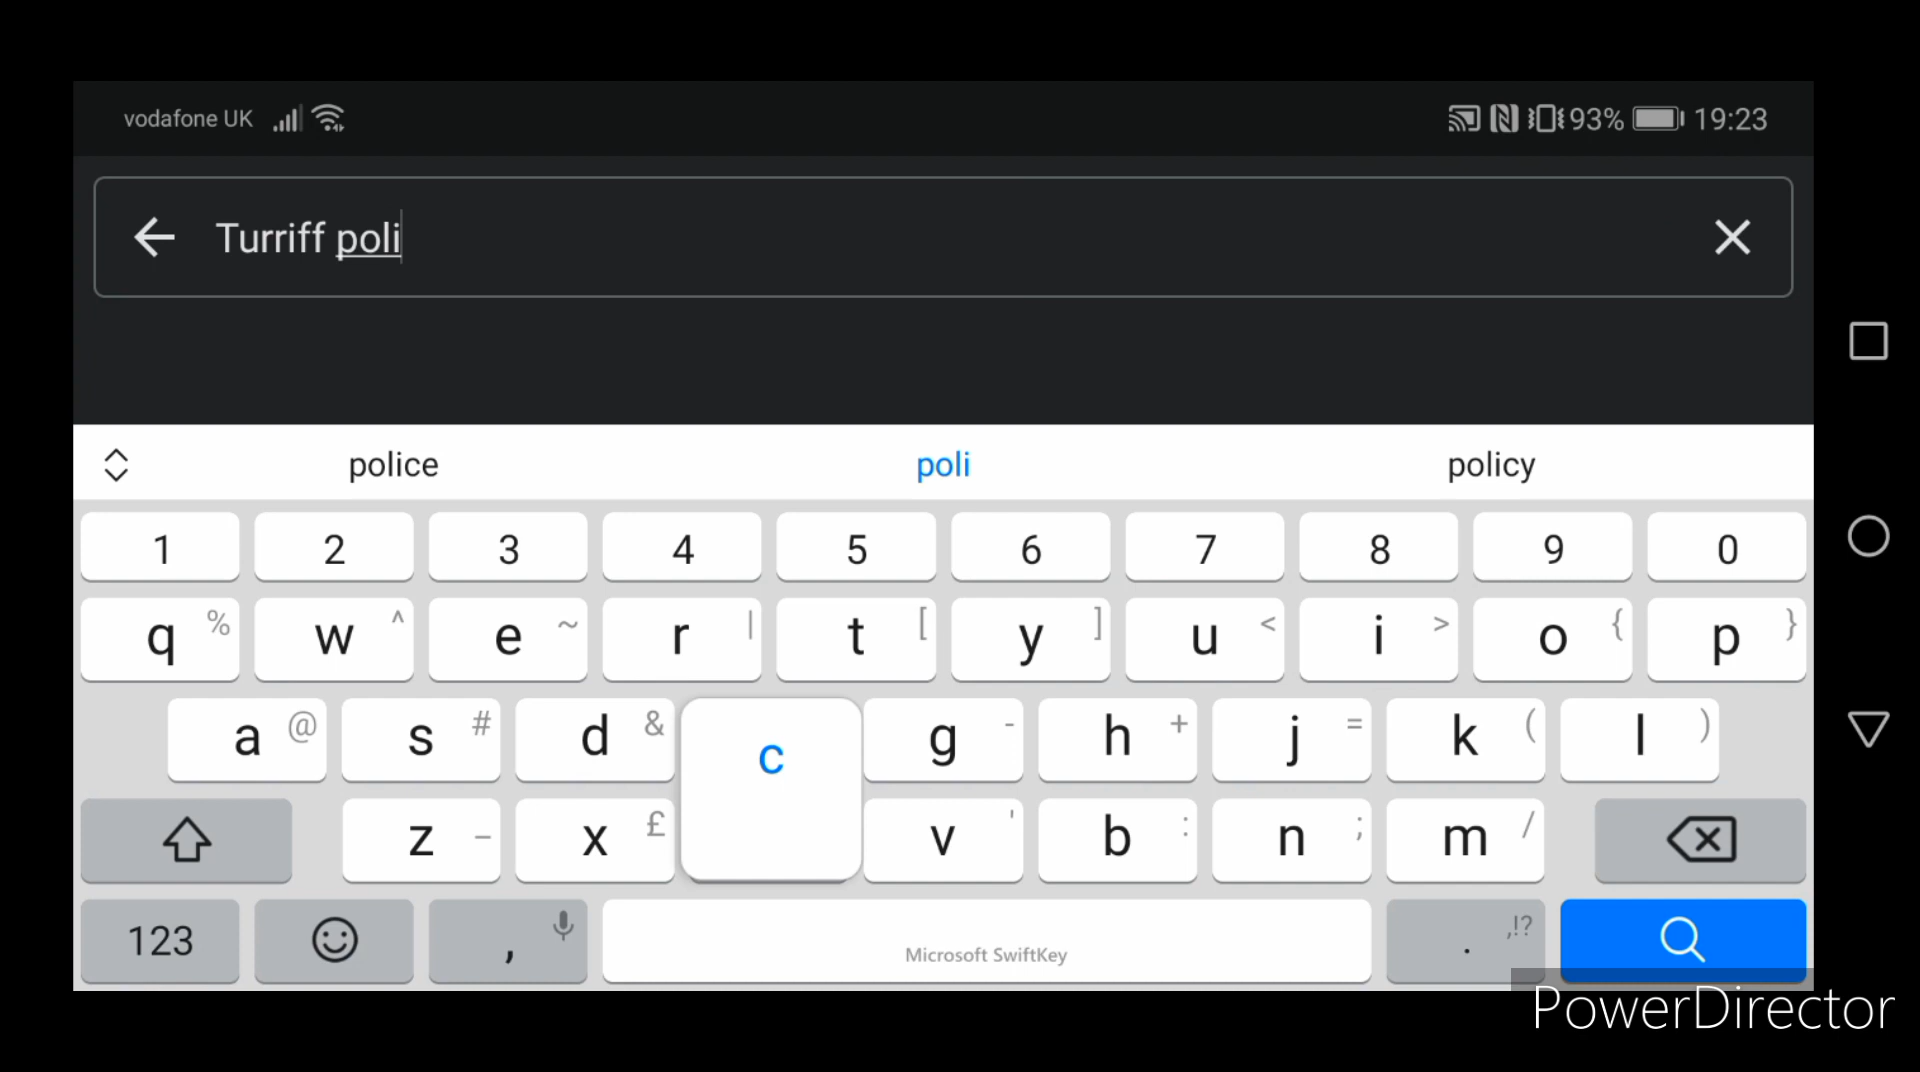 vodafone UK 93% 19:23
Turriff poli
police poli policy
1 2 3 4 5 6 7 8 9 0
q % w ^ e ~ r | t [ y ] u < i > o { p }
a @ s # d & g - h + j = k ( l )
c
z _ x £ v ' b : n ; m /
123 , Microsoft SwiftKey . ,!?
PowerDirector